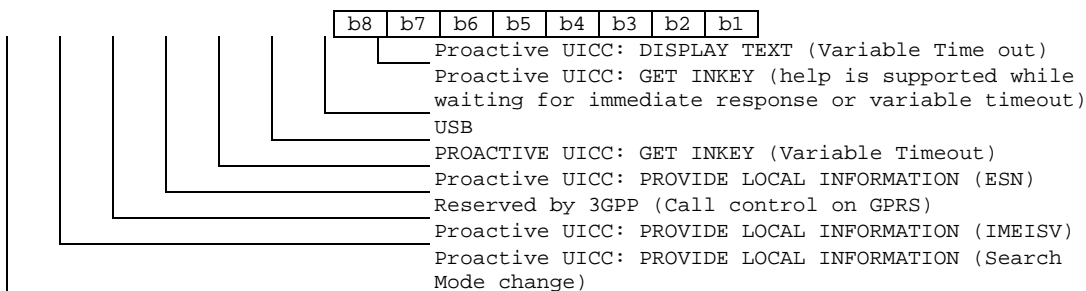 b8 b7 b6 b5 b4 b3 b2 b1
Proactive UICC: DISPLAY TEXT (Variable Time out)
Proactive UICC: GET INKEY (help is supported while
waiting for immediate response or variable timeout)
USB
PROACTIVE UICC: GET INKEY (Variable Timeout)
Proactive UICC: PROVIDE LOCAL INFORMATION (ESN)
Reserved by 3GPP (Call control on GPRS)
Proactive UICC: PROVIDE LOCAL INFORMATION (IMEISV)
Proactive UICC: PROVIDE LOCAL INFORMATION (Search
Mode change)